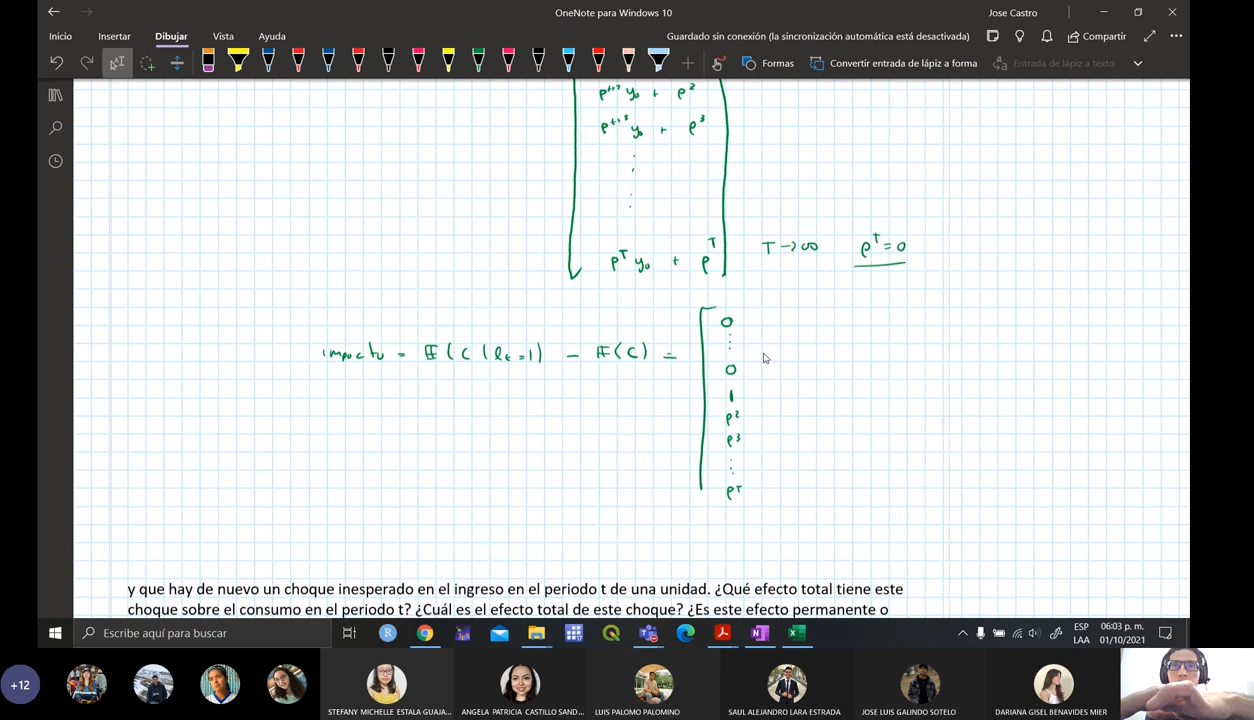 OneNote para Windows 10
Jose Castro
Inicio
Insertar
Dibujar
Vista
Ayuda
Guardado sin conexión (la sincronización automática está desactivada)
Compartir
Formas
Convertir entrada de lápiz a forma
Entrada de lápiz a texto
y₀ + ρ²
y₀ + ρ³
ρᵀ y₀ + ρᵀ
T → ∞
ρᵀ = 0
impacto = 𝔼(C | lₜ = 1) − 𝔼(C) =
0
⋮
0
1
ρ²
ρ³
⋮
ρᵀ
y que hay de nuevo un choque inesperado en el ingreso en el periodo t de una unidad. ¿Qué efecto total tiene este
choque sobre el consumo en el periodo t? ¿Cuál es el efecto total de este choque? ¿Es este efecto permanente o
Escribe aquí para buscar
ESP
LAA
06:03 p. m.
01/10/2021
+12
STEFANY MICHELLE ESTALA GUAJA...
ANGELA PATRICIA CASTILLO SAND...
LUIS PALOMO PALOMINO
SAUL ALEJANDRO LARA ESTRADA
JOSE LUIS GALINDO SOTELO
DARIANA GISEL BENAVIDES MIER